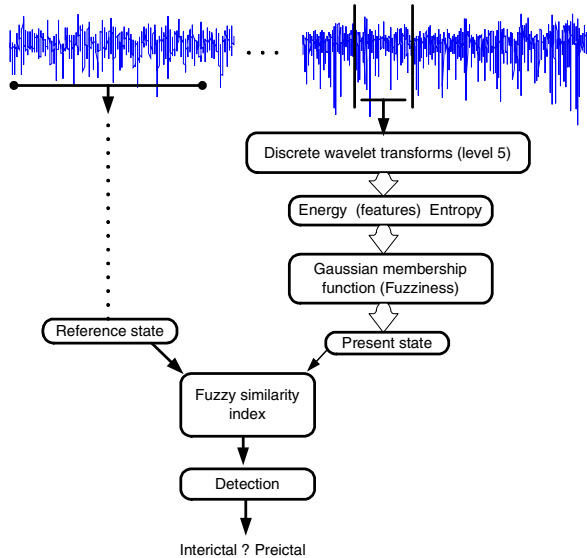 Discrete wavelet transforms (level 5)
Energy (features) Entropy
Gaussian membership
function (Fuzziness)
Reference state
Present state
Fuzzy similarity
index
Detection
Interictal ? Preictal